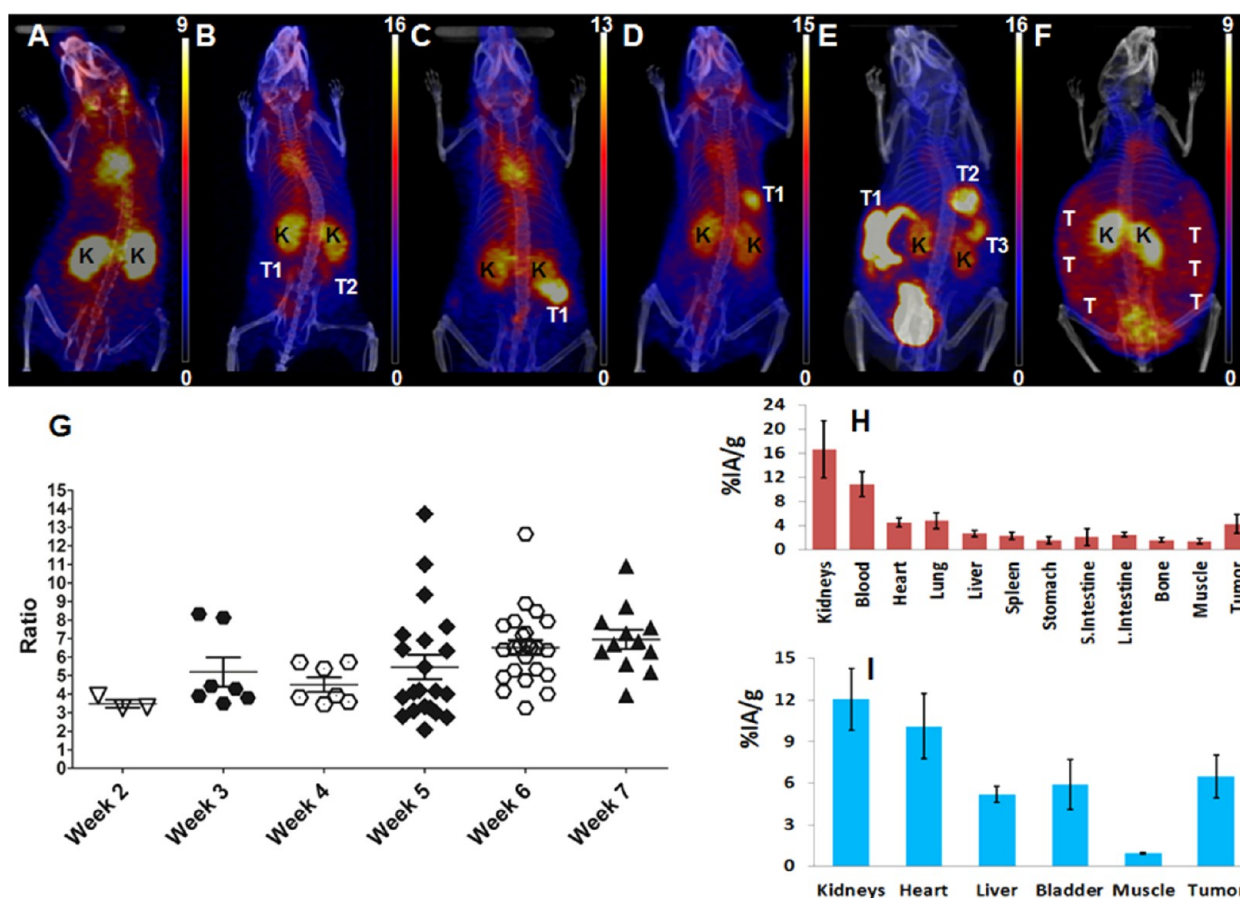 A 9 B 16 C 13 D 15 E 16 F 9
T1 T2 T2
K K K K K K K K K K K K
T1 T2 T1 T1 T3 T T T T T T
0 0 0 0 0 0
G
Ratio
15
14
13
12
11
10
9
8
7
6
5
4
3
2
1
0
Week 2 Week 3 Week 4 Week 5 Week 6 Week 7
H
%IA/g
24
20
16
12
8
4
0
Kidneys Blood Heart Lung Liver Spleen Stomach S.Intestine L.Intestine Bone Muscle Tumor
I
%IA/g
15
12
9
6
3
0
Kidneys Heart Liver Bladder Muscle Tumor